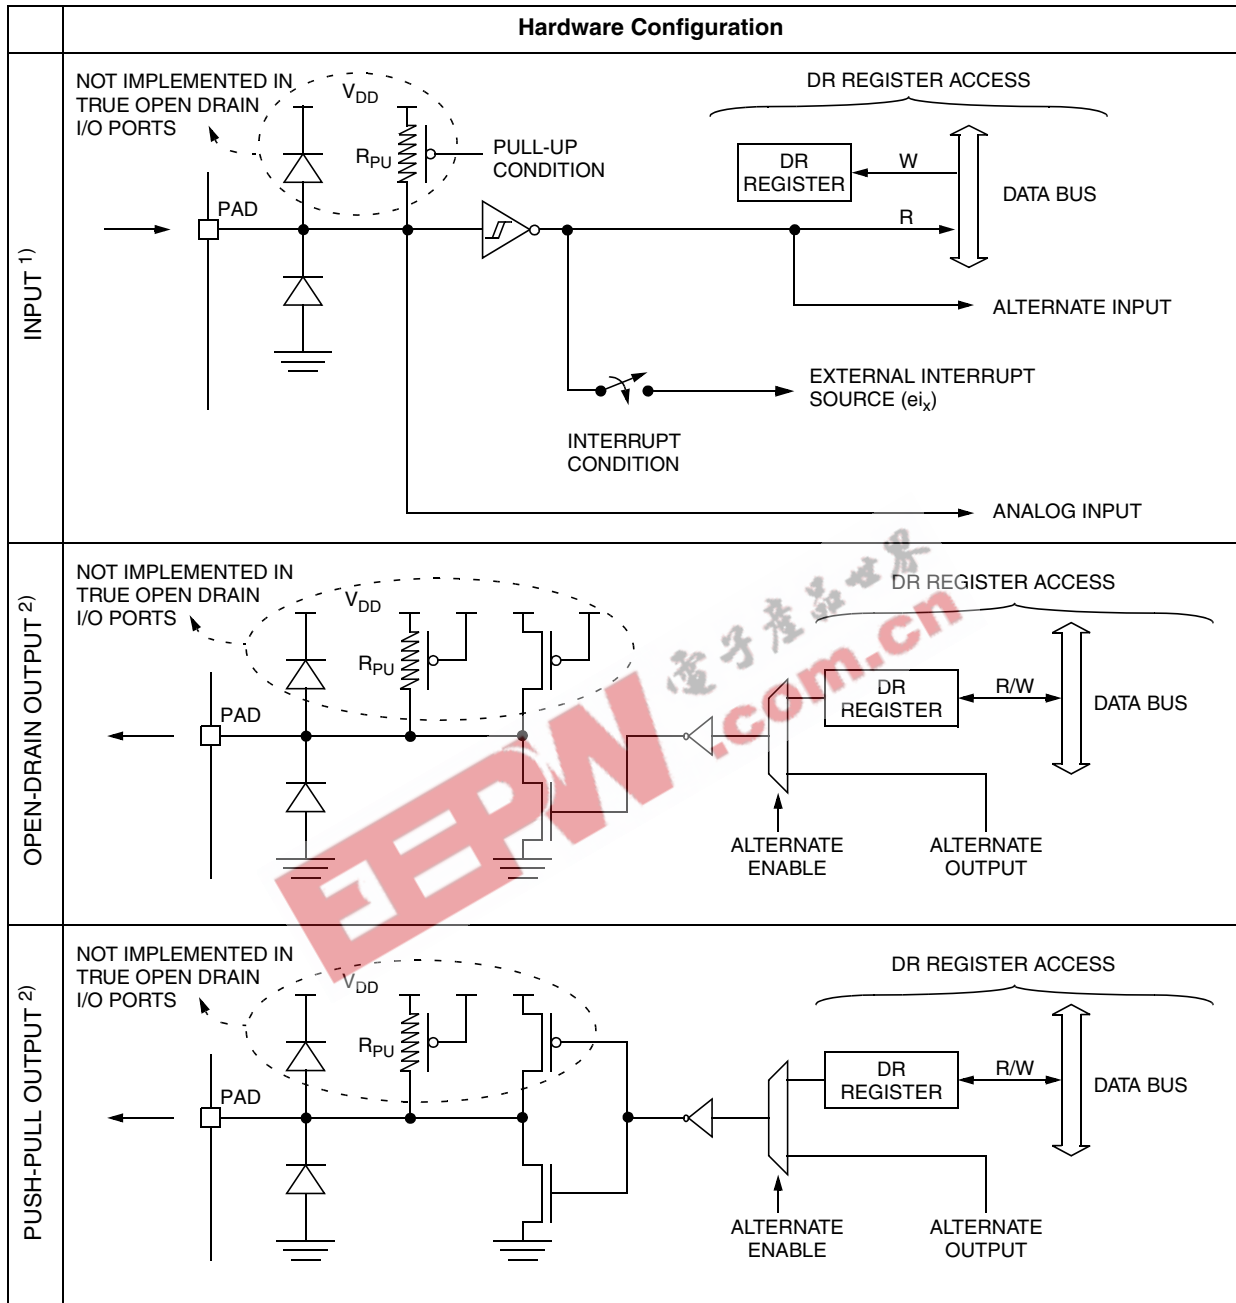 Hardware Configuration
INPUT 1)
NOT IMPLEMENTED IN
TRUE OPEN DRAIN
I/O PORTS
VDD
RPU
PULL-UP
CONDITION
PAD
DR REGISTER ACCESS
DR
REGISTER
W
R
DATA BUS
ALTERNATE INPUT
EXTERNAL INTERRUPT
SOURCE (eix)
INTERRUPT
CONDITION
ANALOG INPUT
OPEN-DRAIN OUTPUT 2)
NOT IMPLEMENTED IN
TRUE OPEN DRAIN
I/O PORTS
VDD
RPU
PAD
DR REGISTER ACCESS
DR
REGISTER
R/W
DATA BUS
ALTERNATE
ENABLE
ALTERNATE
OUTPUT
電子產品世界
EEPW.com.cn
PUSH-PULL OUTPUT 2)
NOT IMPLEMENTED IN
TRUE OPEN DRAIN
I/O PORTS
VDD
RPU
PAD
DR REGISTER ACCESS
DR
REGISTER
R/W
DATA BUS
ALTERNATE
ENABLE
ALTERNATE
OUTPUT